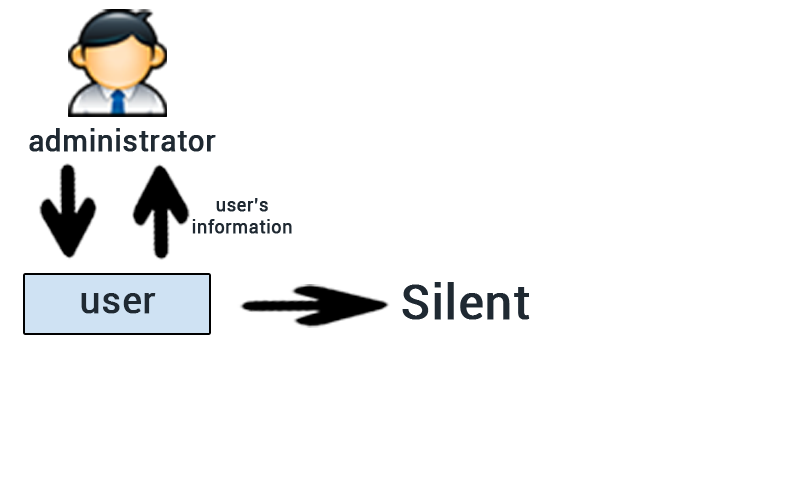 administrator
user's
information
user
Silent